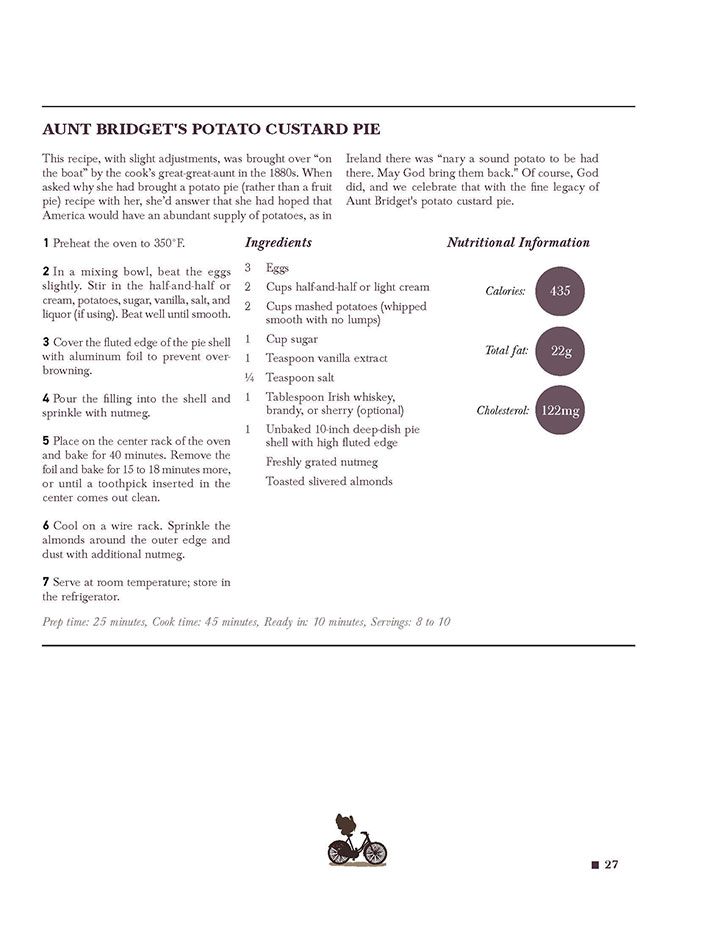 AUNT BRIDGET'S POTATO CUSTARD PIE
This recipe, with slight adjustments, was brought over “on
the boat” by the cook’s great-great-aunt in the 1880s. When
asked why she had brought a potato pie (rather than a fruit
pie) recipe with her, she’d answer that she had hoped that
America would have an abundant supply of potatoes, as in
Ireland there was “nary a sound potato to be had
there. May God bring them back.” Of course, God
did, and we celebrate that with the fine legacy of
Aunt Bridget's potato custard pie.
1 Preheat the oven to 350°F.
2 In a mixing bowl, beat the eggs
slightly. Stir in the half-and-half or
cream, potatoes, sugar, vanilla, salt, and
liquor (if using). Beat well until smooth.
3 Cover the fluted edge of the pie shell
with aluminum foil to prevent over-
browning.
4 Pour the filling into the shell and
sprinkle with nutmeg.
5 Place on the center rack of the oven
and bake for 40 minutes. Remove the
foil and bake for 15 to 18 minutes more,
or until a toothpick inserted in the
center comes out clean.
6 Cool on a wire rack. Sprinkle the
almonds around the outer edge and
dust with additional nutmeg.
7 Serve at room temperature; store in
the refrigerator.
Ingredients
3 Eggs
2 Cups half-and-half or light cream
2 Cups mashed potatoes (whipped
smooth with no lumps)
1 Cup sugar
1 Teaspoon vanilla extract
¼ Teaspoon salt
1 Tablespoon Irish whiskey,
brandy, or sherry (optional)
1 Unbaked 10-inch deep-dish pie
shell with high fluted edge
Freshly grated nutmeg
Toasted slivered almonds
Nutritional Information
Calories: 435
Total fat: 22g
Cholesterol: 122mg
Prep time: 25 minutes, Cook time: 45 minutes, Ready in: 10 minutes, Servings: 8 to 10
27